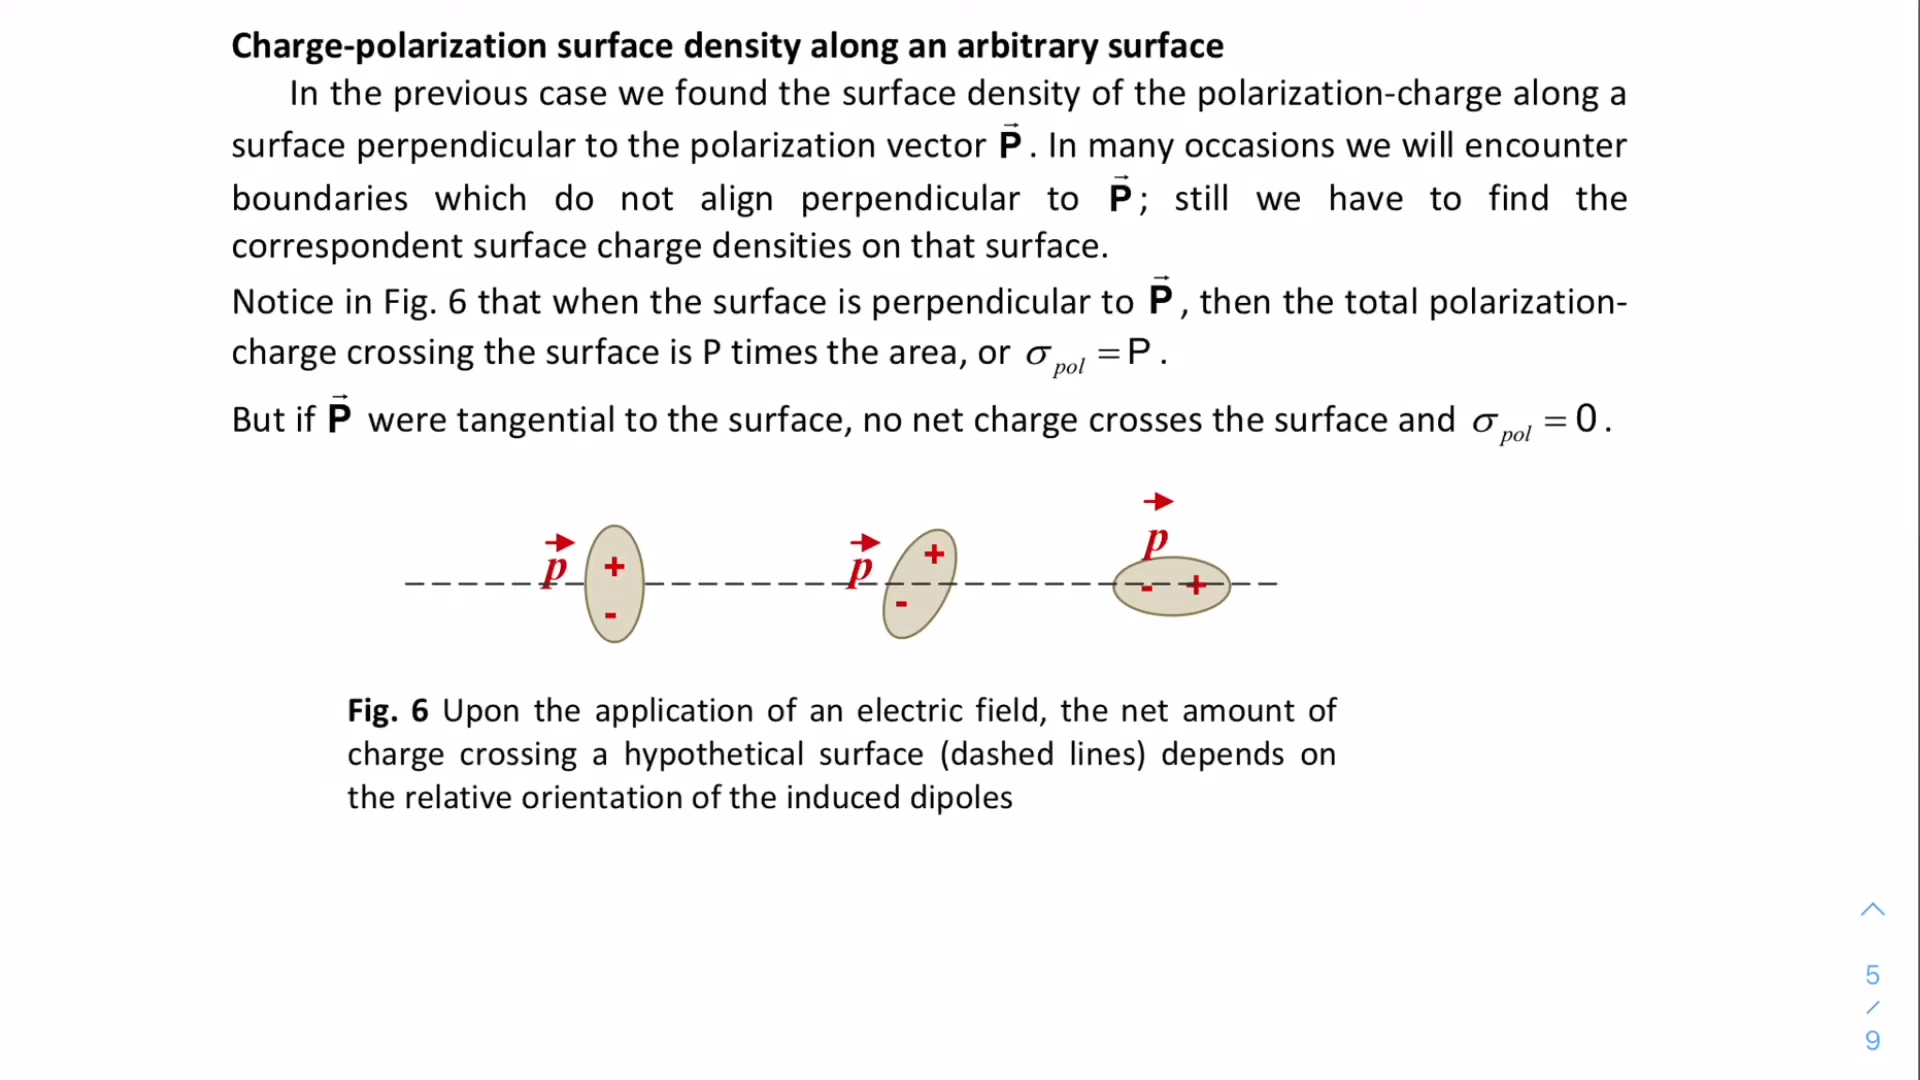 Charge-polarization surface density along an arbitrary surface
In the previous case we found the surface density of the polarization-charge along a
surface perpendicular to the polarization vector P⃗ . In many occasions we will encounter
boundaries which do not align perpendicular to P⃗ ; still we have to find the
correspondent surface charge densities on that surface.
Notice in Fig. 6 that when the surface is perpendicular to P⃗ , then the total polarization-
charge crossing the surface is P times the area, or σ pol = P .
But if P⃗ were tangential to the surface, no net charge crosses the surface and σ pol = 0 .
p⃗ + - p⃗ + - p⃗ - +
Fig. 6 Upon the application of an electric field, the net amount of
charge crossing a hypothetical surface (dashed lines) depends on
the relative orientation of the induced dipoles
5
/
9